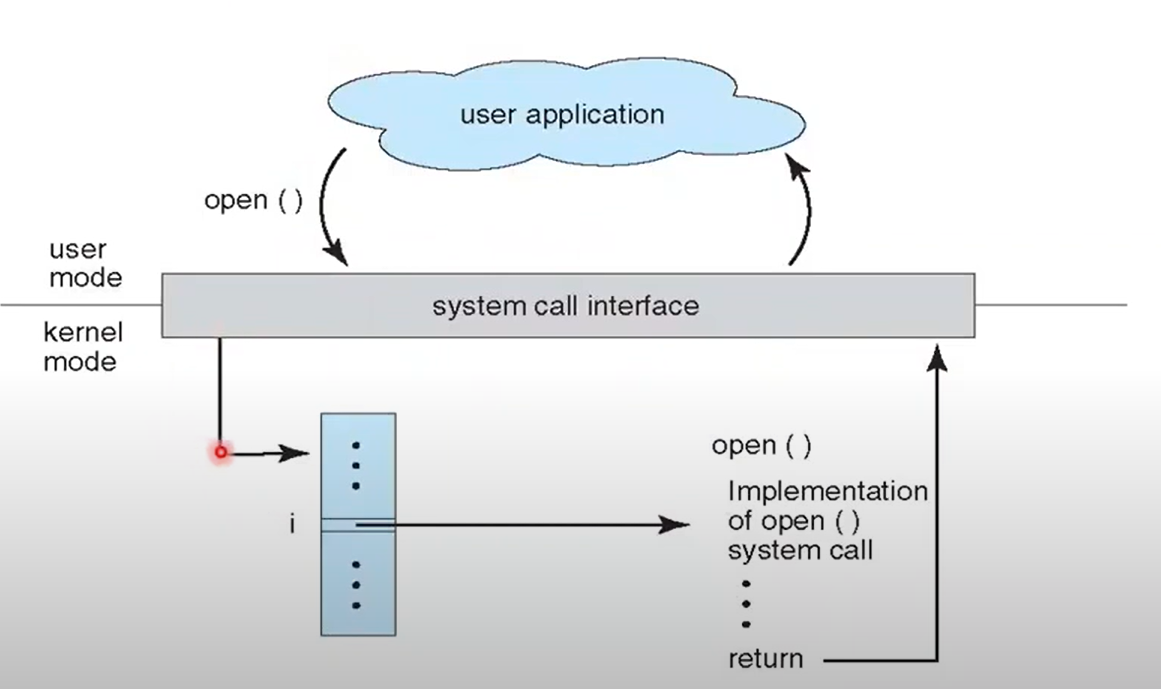 user application
open ( )
user
mode
system call interface
kernel
mode
open ( )
Implementation
of open ( )
system call
i
return